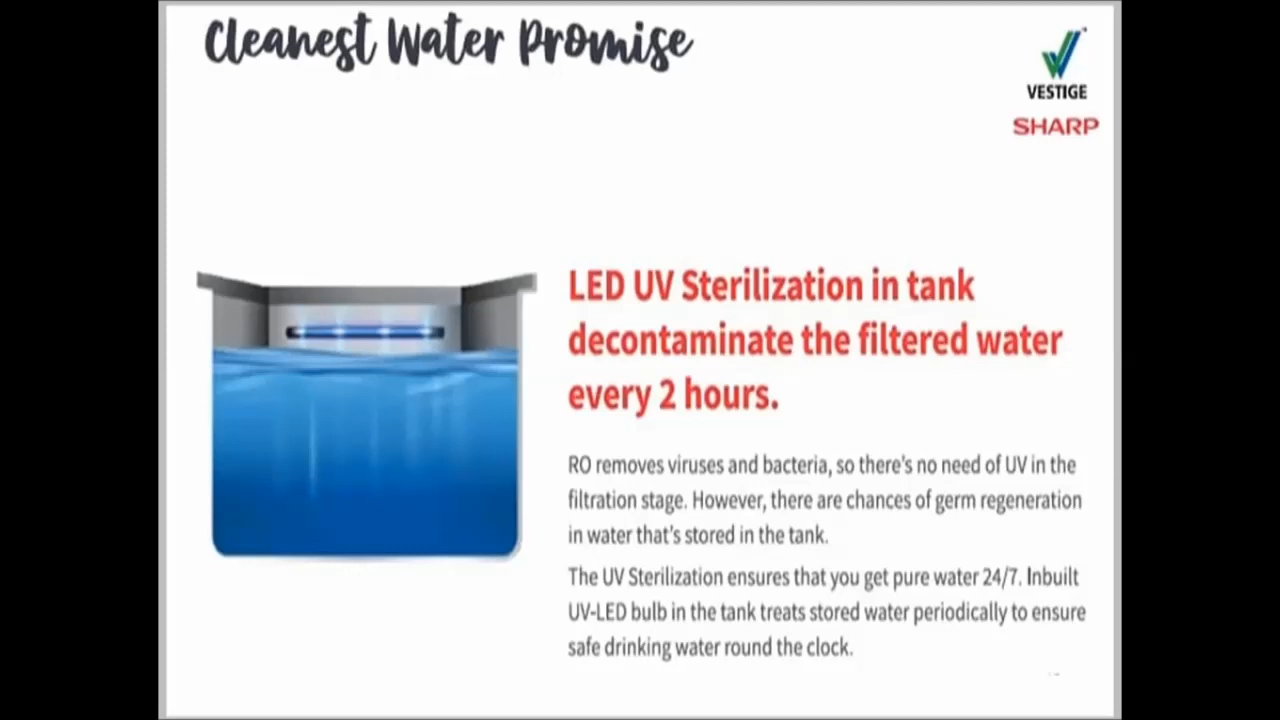 Cleanest Water Promise
VESTIGE
SHARP
LED UV Sterilization in tank
decontaminate the filtered water
every 2 hours.
RO removes viruses and bacteria, so there's no need of UV in the
filtration stage. However, there are chances of germ regeneration
in water that's stored in the tank.
The UV Sterilization ensures that you get pure water 24/7. Inbuilt
UV-LED bulb in the tank treats stored water periodically to ensure
safe drinking water round the clock.